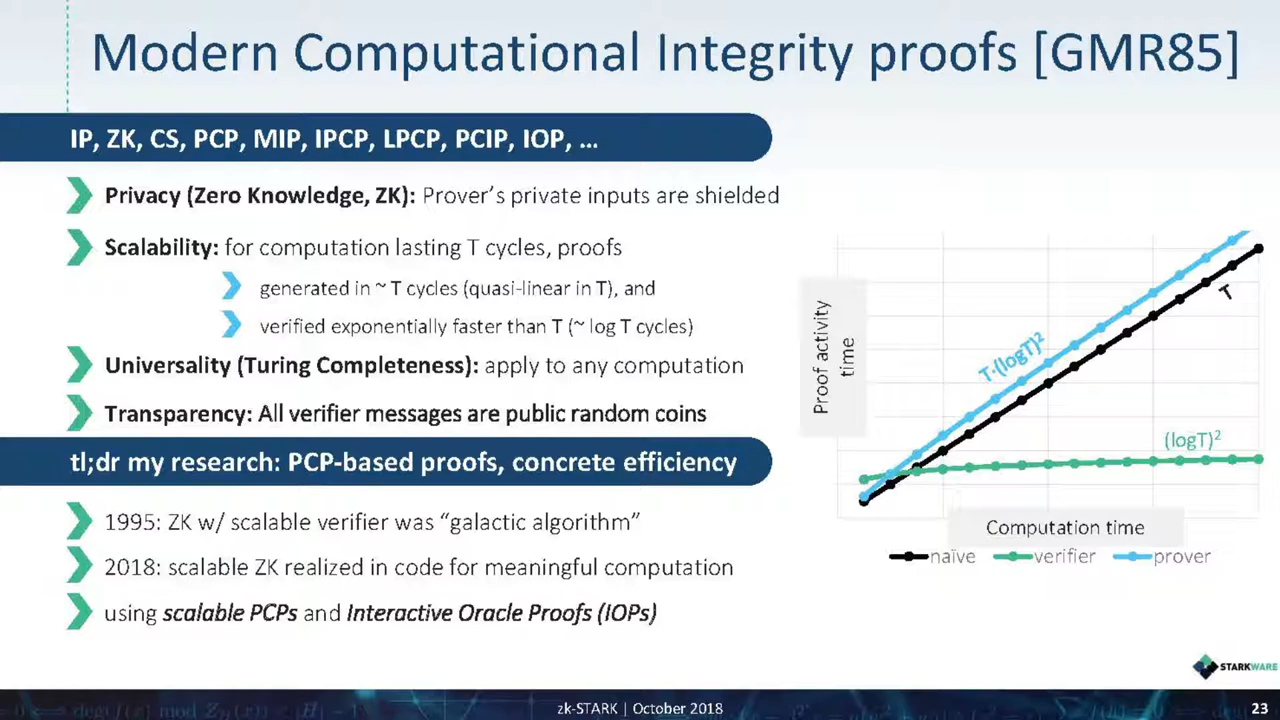 Modern Computational Integrity proofs [GMR85]
IP, ZK, CS, PCP, MIP, IPCP, LPCP, PCIP, IOP, …
Privacy (Zero Knowledge, ZK): Prover’s private inputs are shielded
Scalability: for computation lasting T cycles, proofs
generated in ~ T cycles (quasi-linear in T), and
verified exponentially faster than T (~ log T cycles)
Universality (Turing Completeness): apply to any computation
Transparency: All verifier messages are public random coins
tl;dr my research: PCP-based proofs, concrete efficiency
1995: ZK w/ scalable verifier was “galactic algorithm”
2018: scalable ZK realized in code for meaningful computation
using scalable PCPs and Interactive Oracle Proofs (IOPs)
Proof activity
time
T·(logT)²
T
(logT)²
Computation time
naïve verifier prover
STARKWARE
zk-STARK | October 2018
23